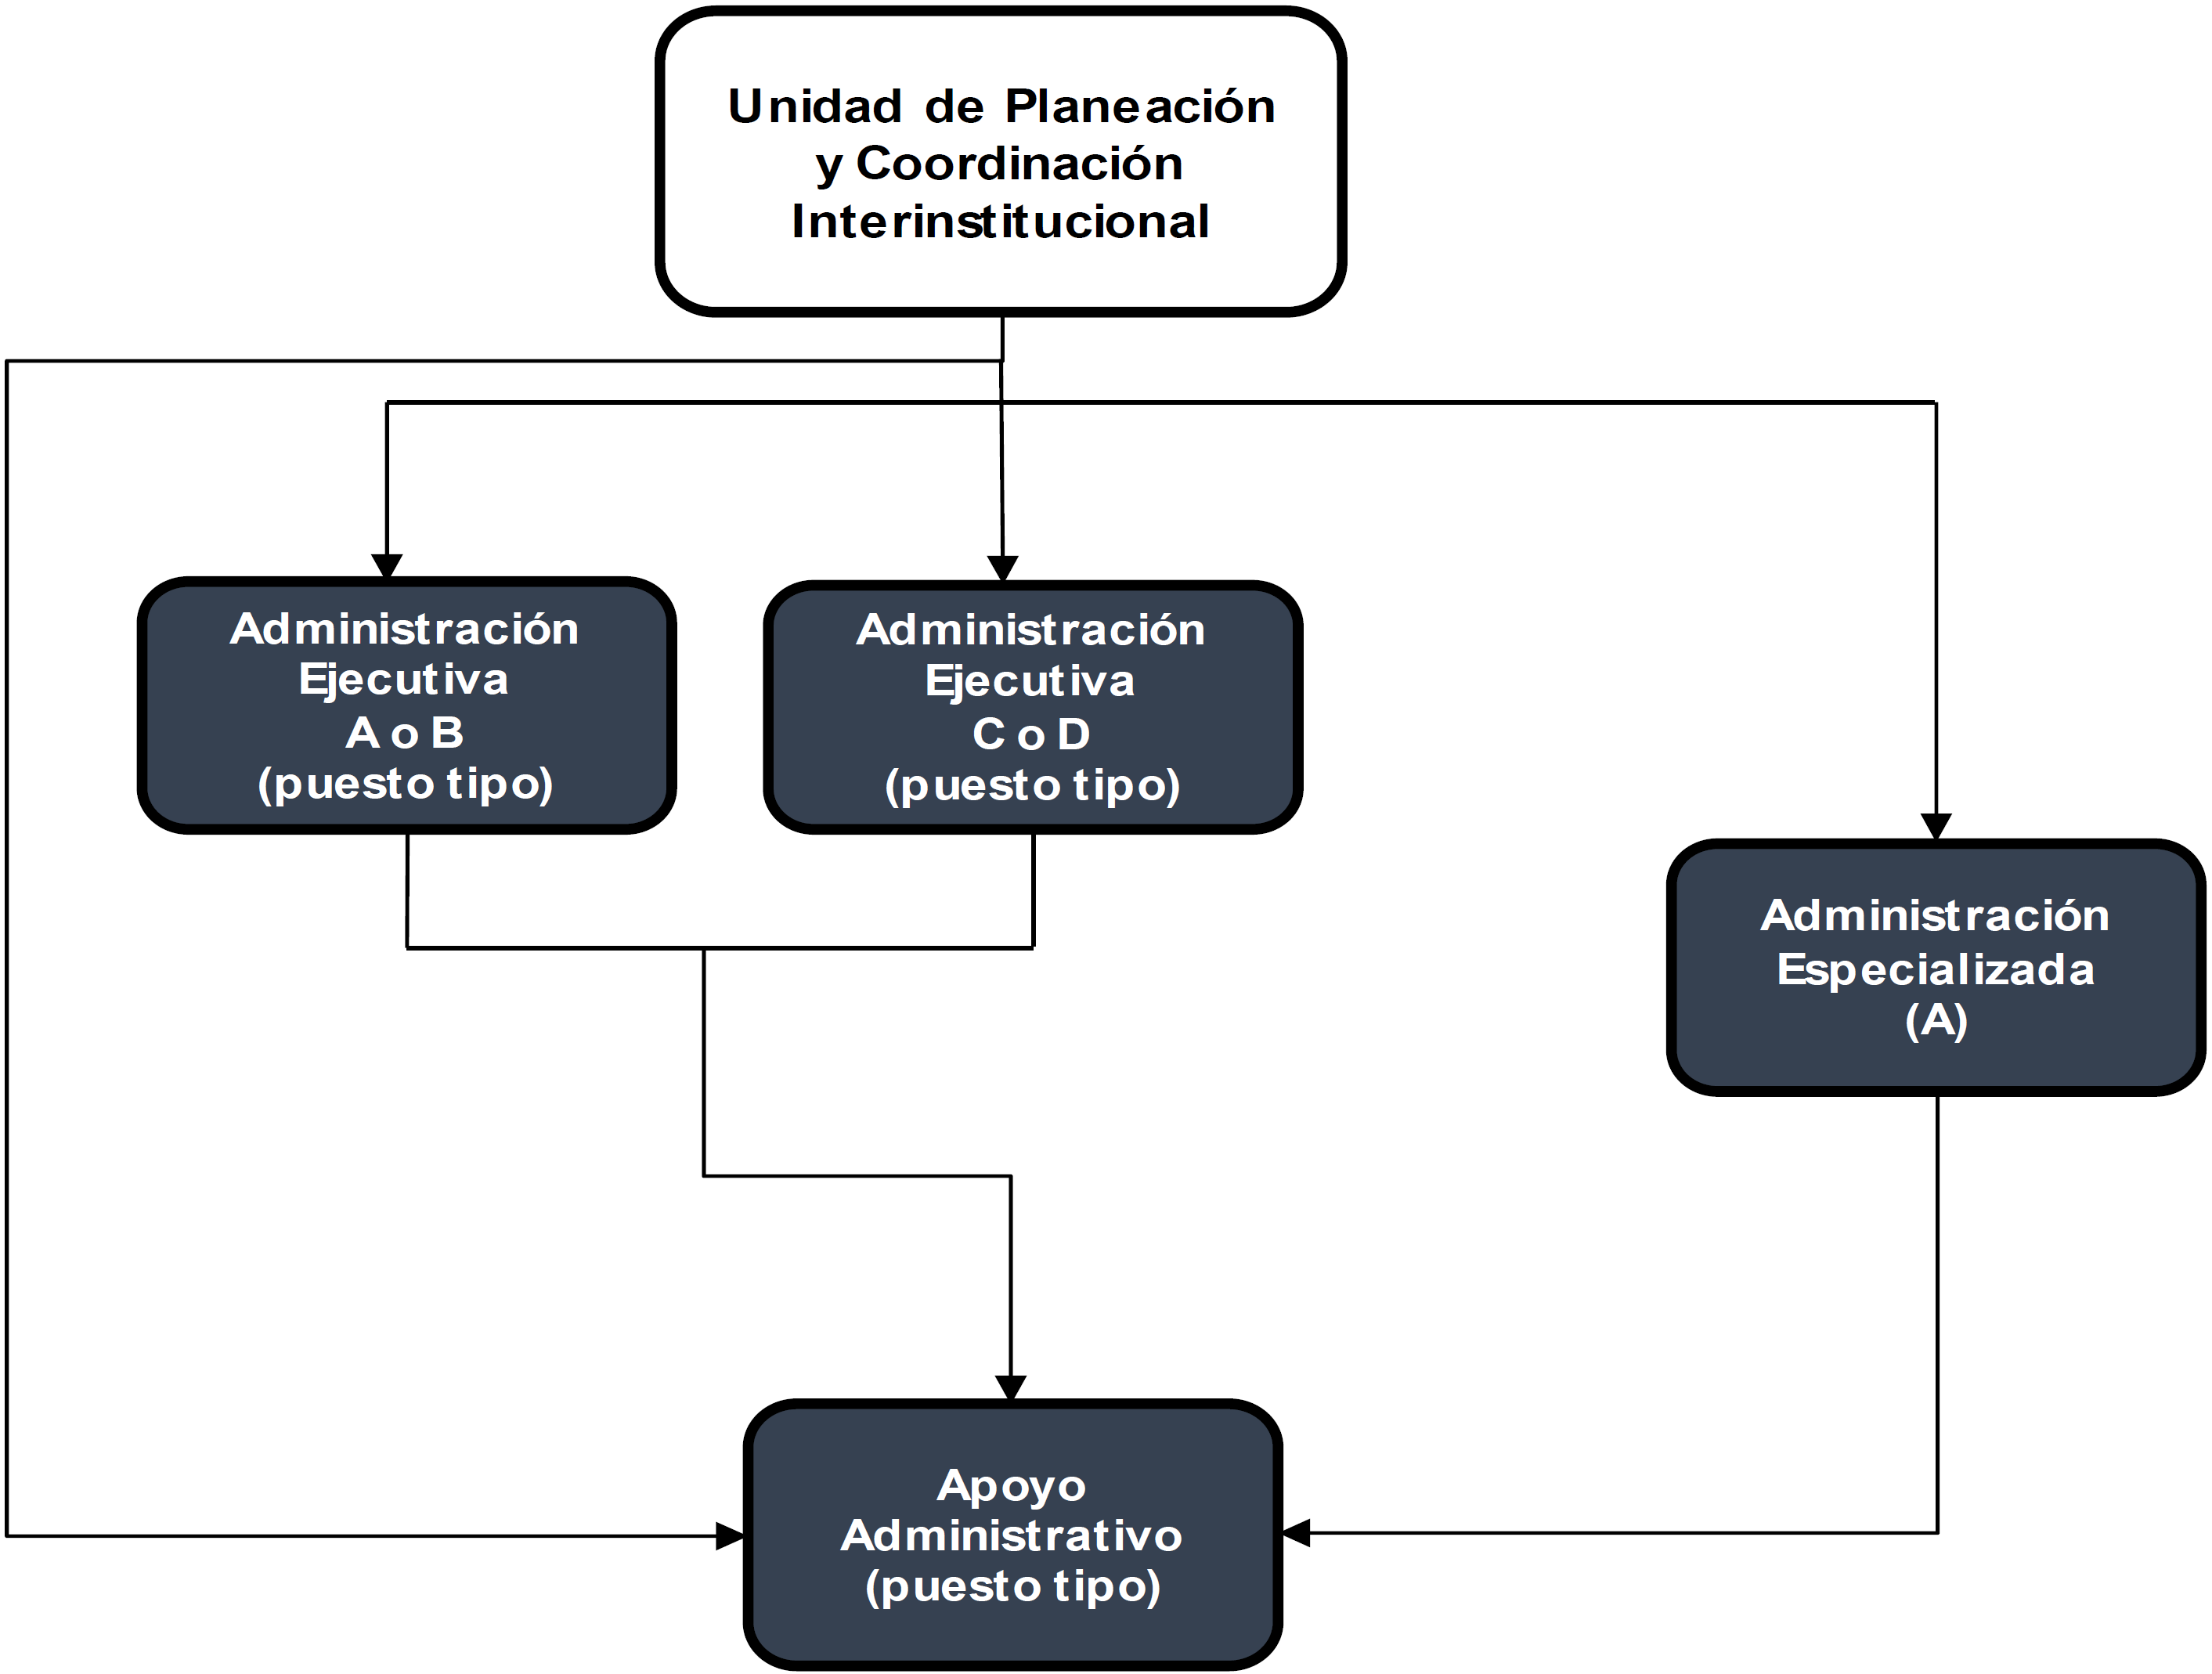 Unidad de Planeación
y Coordinación
Interinstitucional
Administración
Ejecutiva
A o B
(puesto tipo)
Administración
Ejecutiva
C o D
(puesto tipo)
Administración
Especializada
(A)
Apoyo
Administrativo
(puesto tipo)